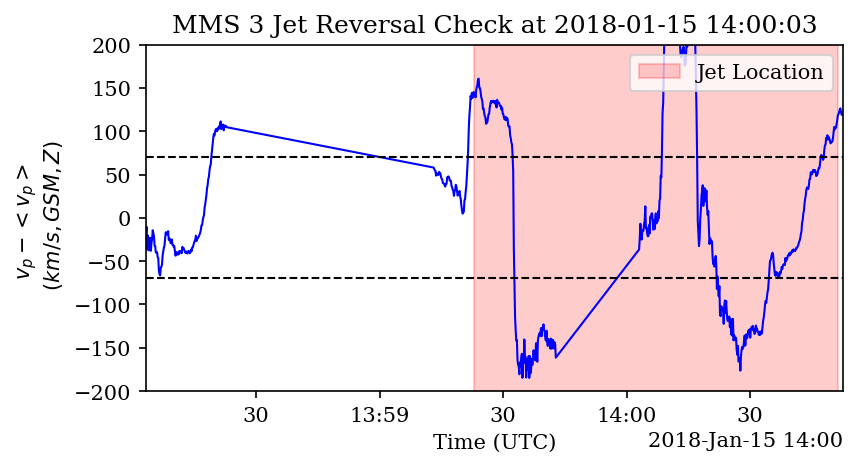 MMS 3 Jet Reversal Check at 2018-01-15 14:00:03
200
150
100
50
0
−50
−100
−150
−200
v_p − < v_p >
(km/s, GSM, Z)
Jet Location
30
13:59
30
14:00
30
Time (UTC)
2018-Jan-15 14:00